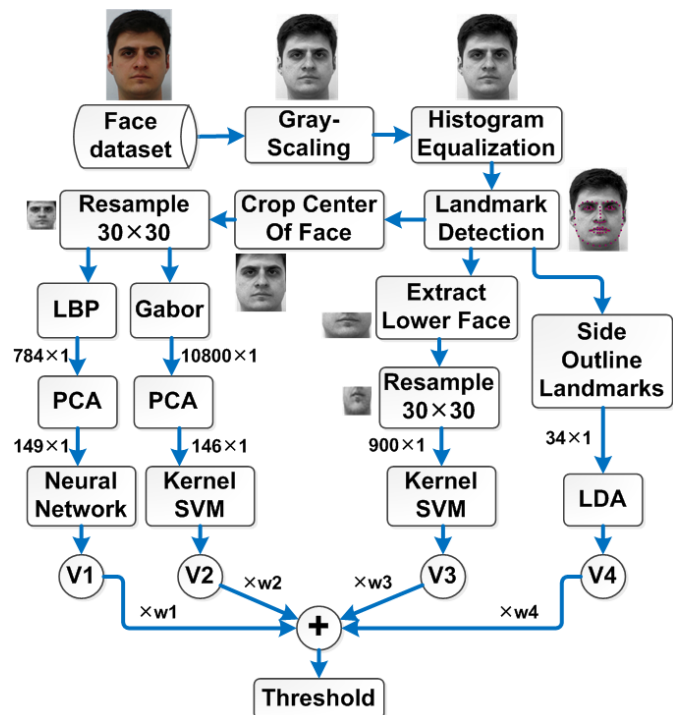 Face
dataset
Gray-
Scaling
Histogram
Equalization
Resample
30×30
Crop Center
Of Face
Landmark
Detection
LBP
Gabor
Extract
Lower Face
Side
Outline
Landmarks
784×1
10800×1
PCA
PCA
Resample
30×30
149×1
146×1
900×1
34×1
Neural
Network
Kernel
SVM
Kernel
SVM
LDA
V1
V2
V3
V4
×w1
×w2
×w3
×w4
+
Threshold